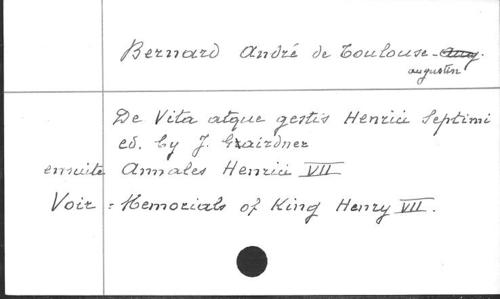 Bernard André de Toulouse -
augustin
De Vita atque gestis Henrici Septimi
ed. by J. Gairdner
ensuite Annales Henrici VII
Voir : Memorials of King Henry VII.